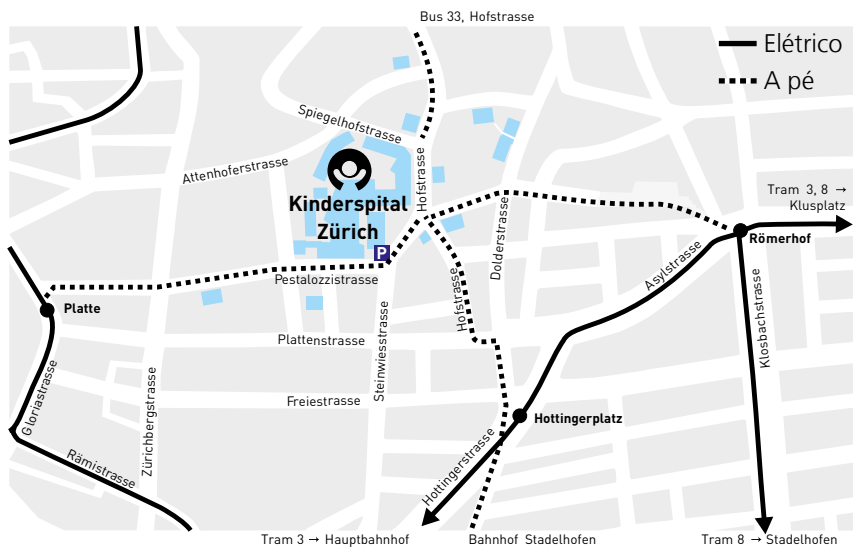 Bus 33, Hofstrasse
Elétrico
A pé
Spiegelhofstrasse
Attenhoferstrasse
Hofstrasse
Kinderspital
Zürich
Tram 3, 8 →
Klusplatz
Römerhof
Dolderstrasse
P
Asylstrasse
Pestalozzistrasse
Hofstrasse
Platte
Plattenstrasse
Steinwiesstrasse
Klosbachstrasse
Gloriastrasse
Zürichbergstrasse
Freiestrasse
Hottingerplatz
Hottingerstrasse
Rämistrasse
Tram 3 → Hauptbahnhof
Bahnhof Stadelhofen
Tram 8 → Stadelhofen